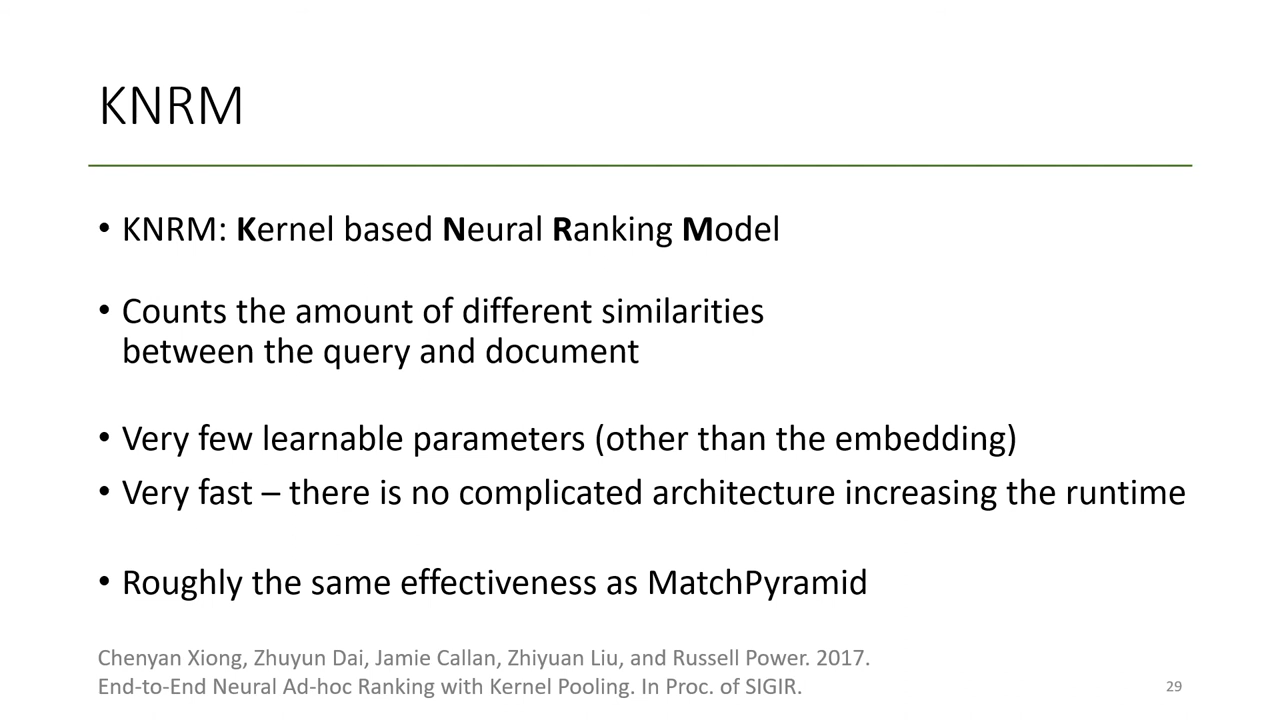 KNRM
• KNRM: Kernel based Neural Ranking Model
• Counts the amount of different similarities
between the query and document
• Very few learnable parameters (other than the embedding)
• Very fast – there is no complicated architecture increasing the runtime
• Roughly the same effectiveness as MatchPyramid
Chenyan Xiong, Zhuyun Dai, Jamie Callan, Zhiyuan Liu, and Russell Power. 2017.
End-to-End Neural Ad-hoc Ranking with Kernel Pooling. In Proc. of SIGIR.
29